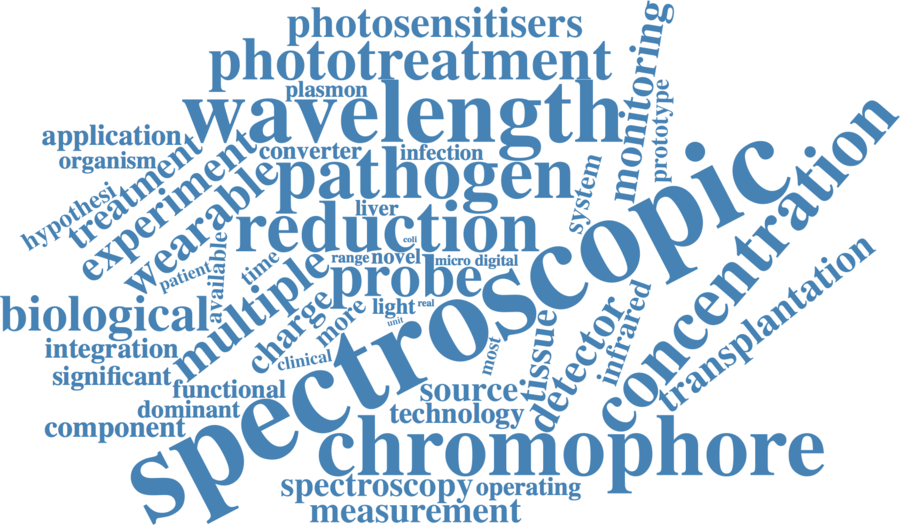 photosensitisers
phototreatment
monitoring
plasmon
wavelength
prototype
application
converter
infection
organism
treatment
experiment
pathogen
system
hypothesi
wearable
liver
reduction
coli
spectroscopic
concentration
available
patient
time
range
novel
micro
digital
probe
multiple
charge
more
light
real
unit
biological
integration
clinical
most
tissue
detector
infrared
transplantation
significant
functional
source
dominant
technology
component
chromophore
spectroscopy
operating
measurement